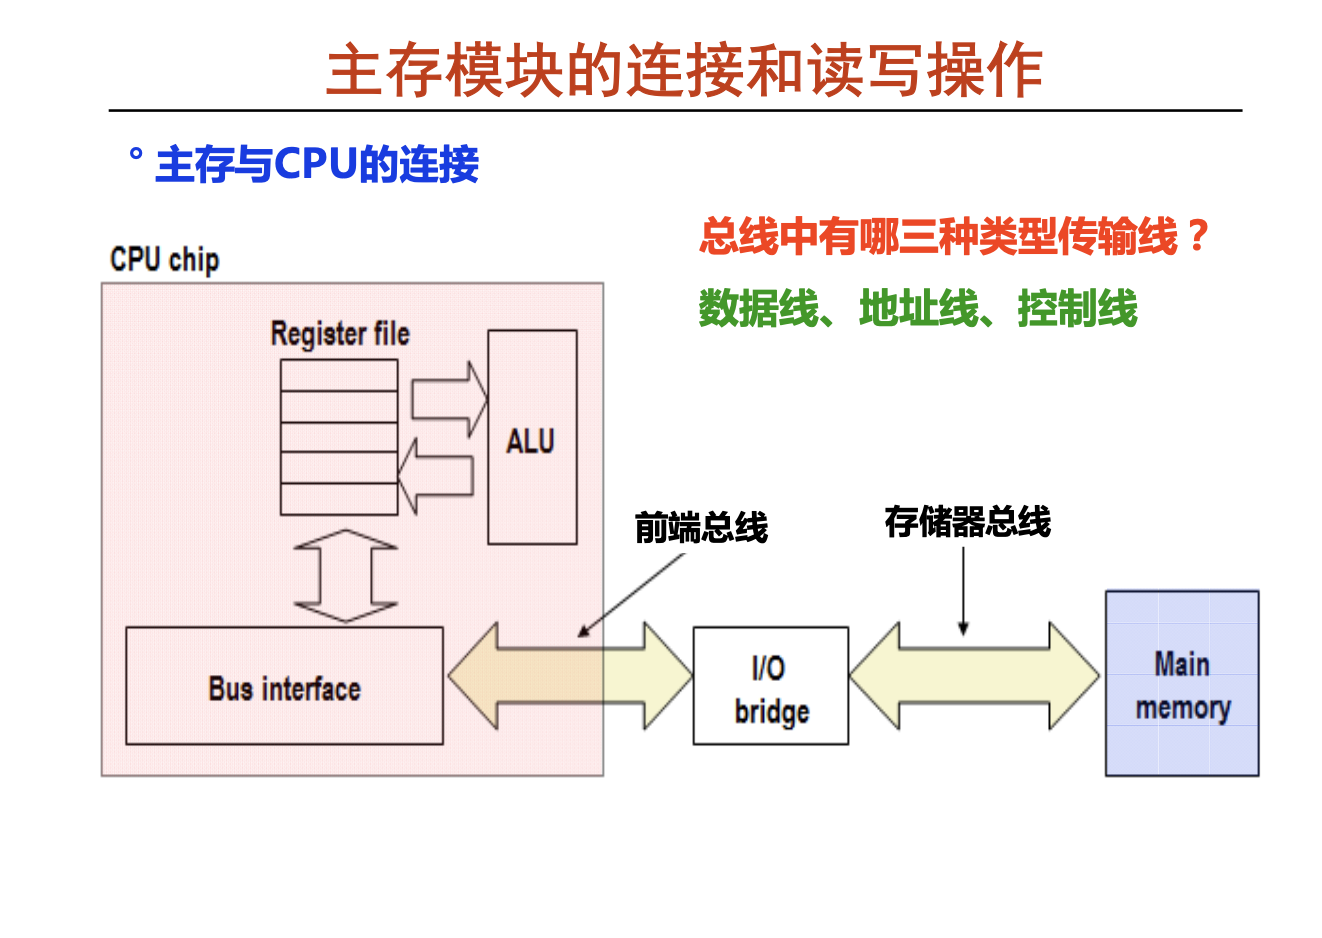 主存模块的连接和读写操作
° 主存与CPU的连接
总线中有哪三种类型传输线？
数据线、地址线、控制线
CPU chip
Register file
ALU
前端总线
存储器总线
Bus interface
I/O
bridge
Main
memory